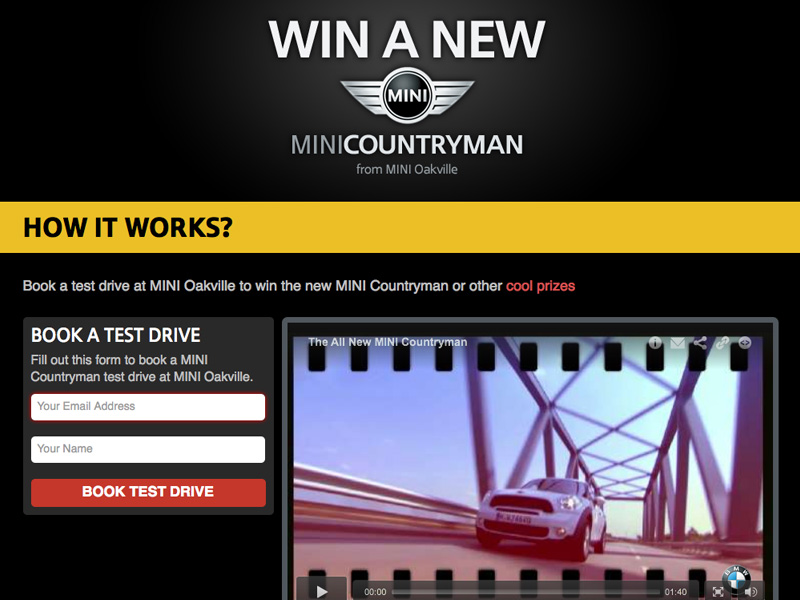 WIN A NEW
MINI
MINICOUNTRYMAN
from MINI Oakville
HOW IT WORKS?
Book a test drive at MINI Oakville to win the new MINI Countryman or other cool prizes
BOOK A TEST DRIVE
Fill out this form to book a MINI
Countryman test drive at MINI Oakville.
Your Email Address
Your Name
BOOK TEST DRIVE
The All New MINI Countryman
BMW
00:00
01:40